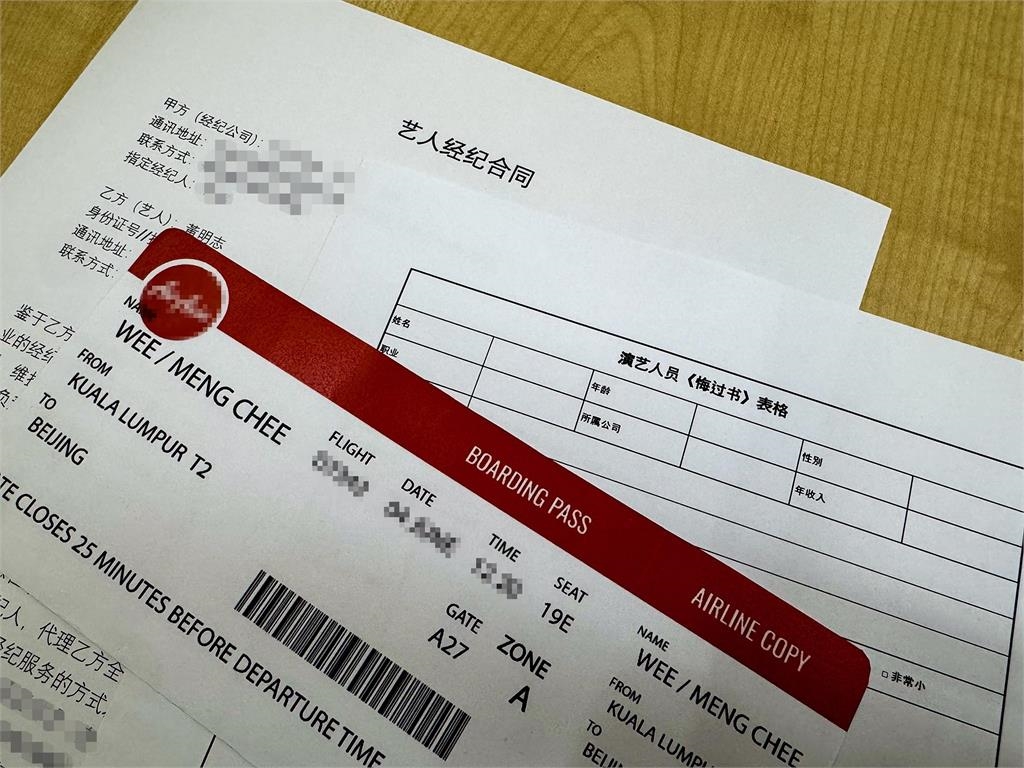 艺人经纪合同
甲方（经纪公司）:
通讯地址:
联系方式:
指定经纪人:
乙方（艺人）: 黃明志
身份证号/
通讯地址:
联系方式:
鉴于乙方
业的经纪
维
负
演艺人员《悔过书》表格
姓名
年龄
性别
职业
所属公司
年收入
□非常小
BOARDING PASS
AIRLINE COPY
NAME
WEE / MENG CHEE
FROM
KUALA LUMPUR T2
TO
BEIJING
FLIGHT
DATE
TIME
SEAT
19E
GATE
A27
ZONE
A
TE CLOSES 25 MINUTES BEFORE DEPARTURE TIME
NAME
WEE / MENG CHEE
FROM
KUALA LUMPU
TO
BEIJIN
纪人，代理乙方全
经纪服务的方式,